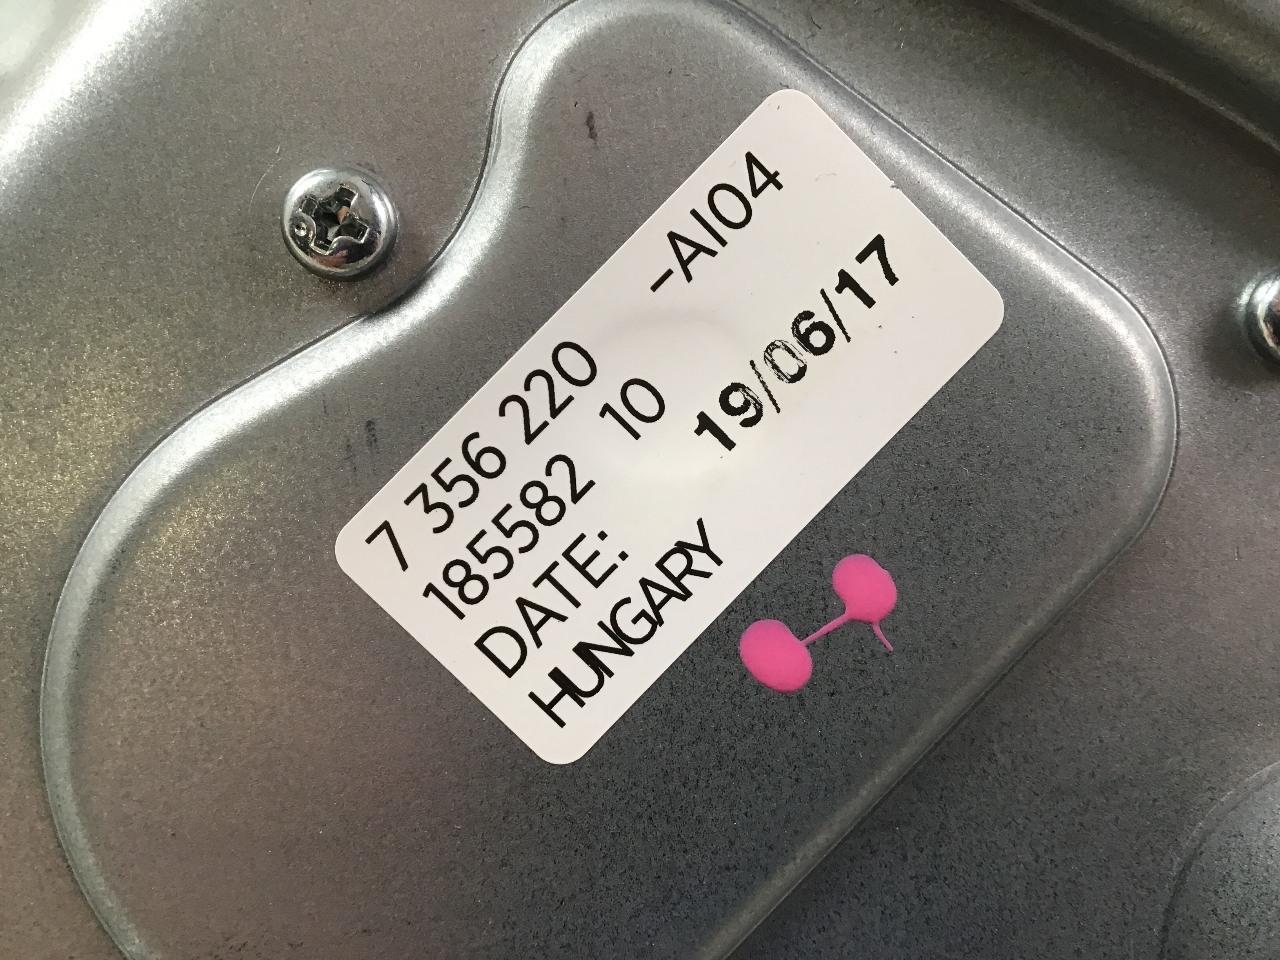 7 356 220 -AI04
185582 10
DATE: 19/06/17
HUNGARY